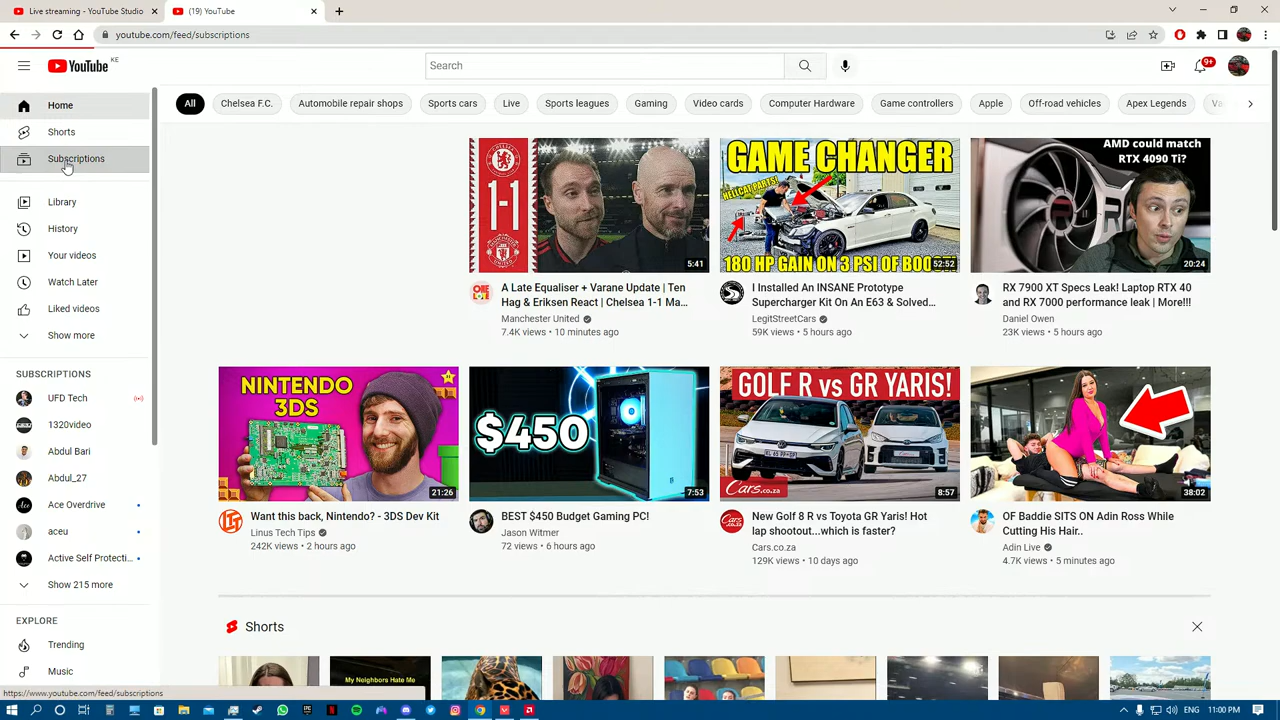 Live streaming - YouTube Studio
(19) YouTube
youtube.com/feed/subscriptions
YouTube KE
Search
9+
All
Chelsea F.C.
Automobile repair shops
Sports cars
Live
Sports leagues
Gaming
Video cards
Computer Hardware
Game controllers
Apple
Off-road vehicles
Apex Legends
Home
Shorts
Subscriptions
Library
History
Your videos
Watch Later
Liked videos
Show more
SUBSCRIPTIONS
UFD Tech
1320video
Abdul Bari
Abdul_27
Ace Overdrive
aceu
Active Self Protecti...
Show 215 more
EXPLORE
Trending
Music
1-1
5:41
A Late Equaliser + Varane Update | Ten
Hag & Eriksen React | Chelsea 1-1 Ma...
Manchester United
7.4K views • 10 minutes ago
GAME CHANGER
HELLCAT PARTS!
180 HP GAIN ON 3 PSI OF BOOST
52:52
I Installed An INSANE Prototype
Supercharger Kit On An E63 & Solved...
LegitStreetCars
59K views • 5 hours ago
AMD could match
RTX 4090 Ti?
20:24
RX 7900 XT Specs Leak! Laptop RTX 40
and RX 7000 performance leak | More!!!
Daniel Owen
23K views • 5 hours ago
NINTENDO
3DS
21:26
Want this back, Nintendo? - 3DS Dev Kit
Linus Tech Tips
242K views • 2 hours ago
$450
7:53
BEST $450 Budget Gaming PC!
Jason Witmer
72 views • 6 hours ago
GOLF R vs GR YARIS!
Cars.co.za
8:57
New Golf 8 R vs Toyota GR Yaris! Hot
lap shootout...which is faster?
Cars.co.za
129K views • 10 days ago
38:02
OF Baddie SITS ON Adin Ross While
Cutting His Hair..
Adin Live
4.7K views • 5 minutes ago
Shorts
My Neighbors Hate Me
https://www.youtube.com/feed/subscriptions
ENG
11:00 PM